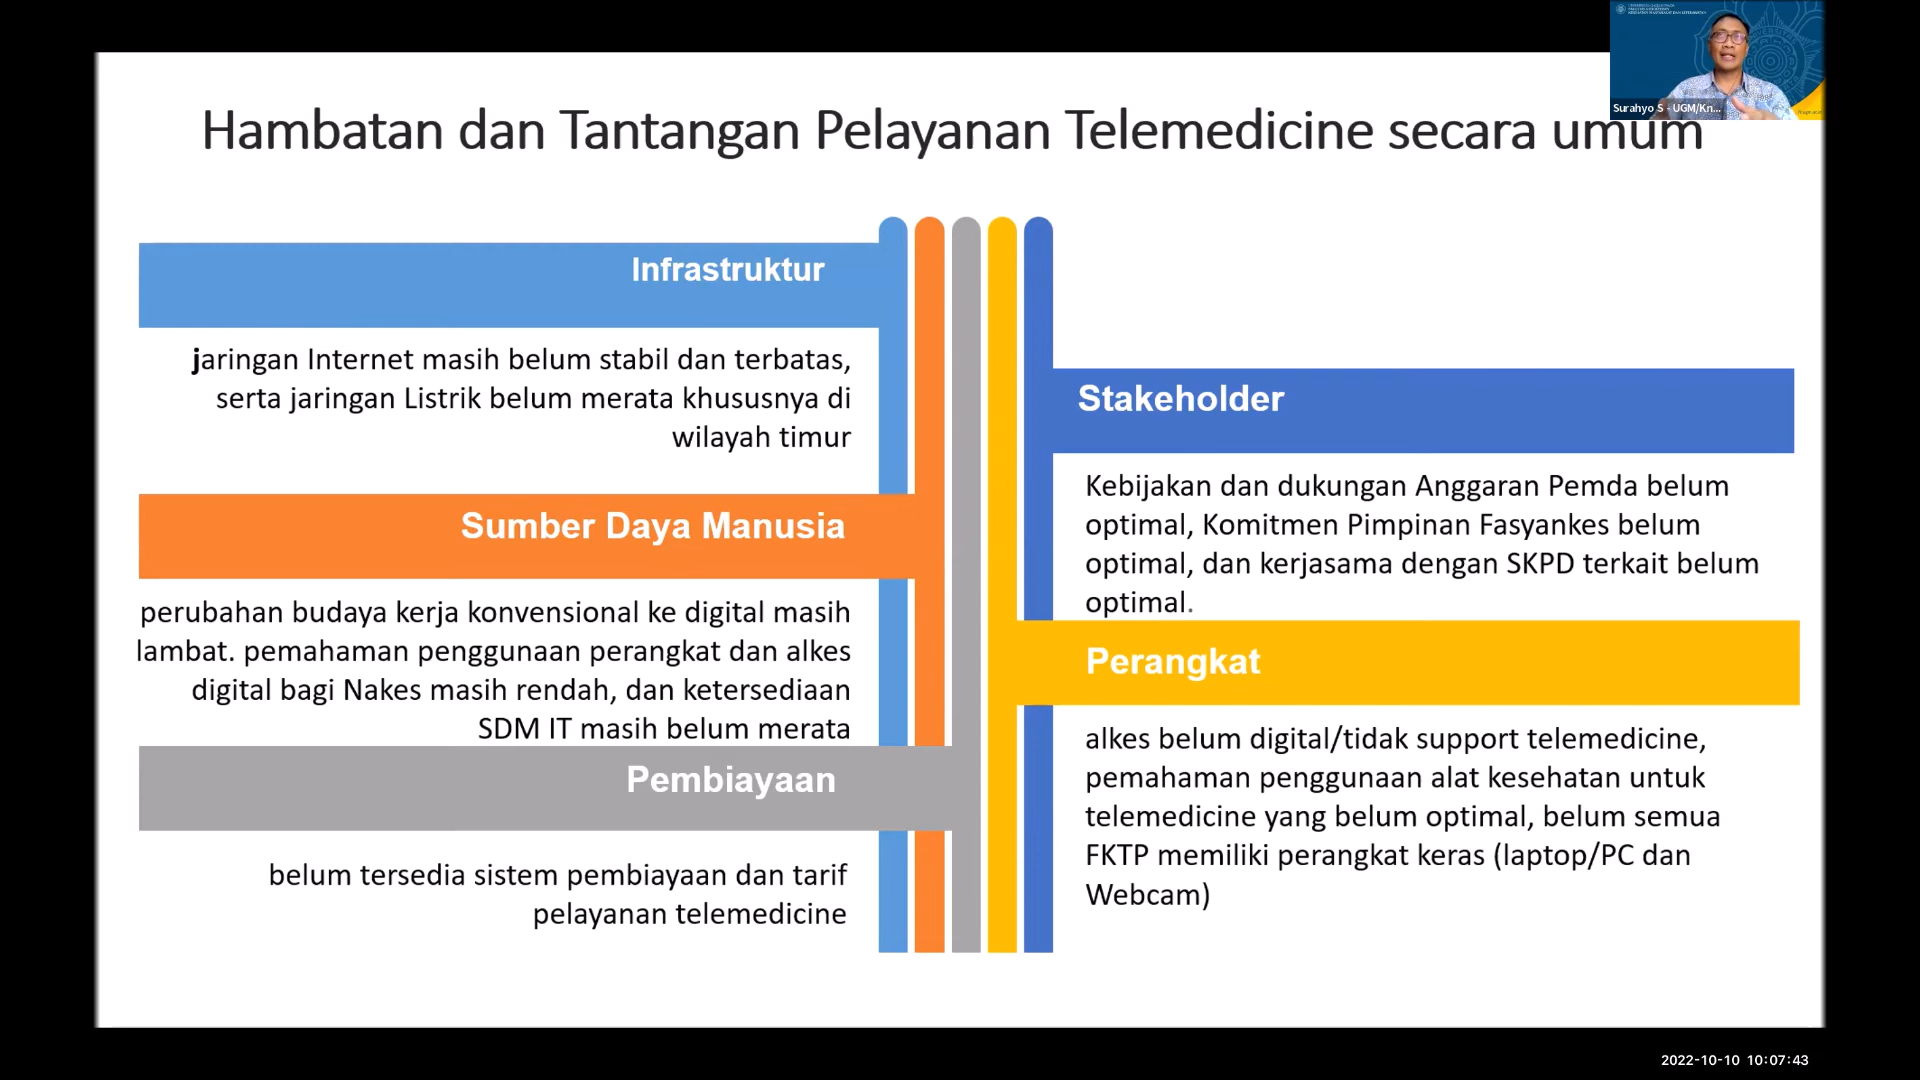 Hambatan dan Tantangan Pelayanan Telemedicine secara umum
Surahyo S - UGM/Kn...
Infrastruktur
jaringan Internet masih belum stabil dan terbatas,
serta jaringan Listrik belum merata khususnya di
wilayah timur
Sumber Daya Manusia
perubahan budaya kerja konvensional ke digital masih
lambat. pemahaman penggunaan perangkat dan alkes
digital bagi Nakes masih rendah, dan ketersediaan
SDM IT masih belum merata
Pembiayaan
belum tersedia sistem pembiayaan dan tarif
pelayanan telemedicine
Stakeholder
Kebijakan dan dukungan Anggaran Pemda belum
optimal, Komitmen Pimpinan Fasyankes belum
optimal, dan kerjasama dengan SKPD terkait belum
optimal.
Perangkat
alkes belum digital/tidak support telemedicine,
pemahaman penggunaan alat kesehatan untuk
telemedicine yang belum optimal, belum semua
FKTP memiliki perangkat keras (laptop/PC dan
Webcam)
2022-10-10 10:07:43